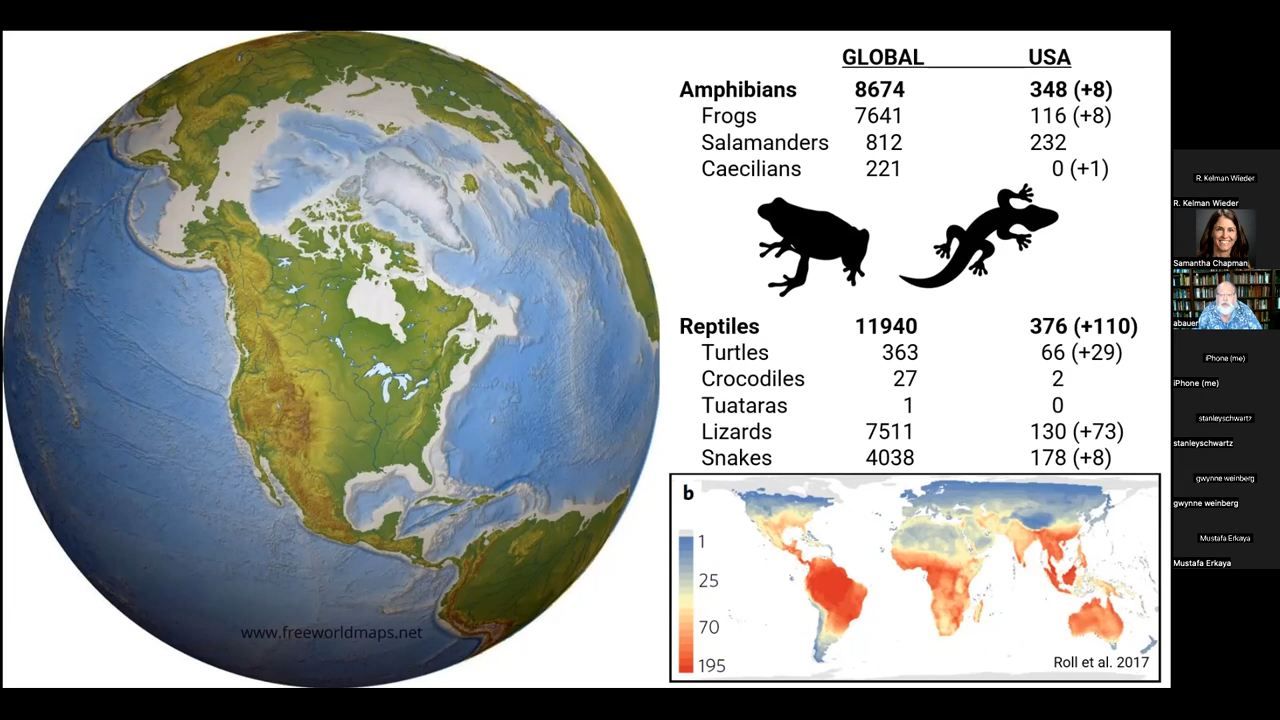 GLOBAL USA
Amphibians 8674 348 (+8)
Frogs 7641 116 (+8)
Salamanders 812 232
Caecilians 221 0 (+1)
Reptiles 11940 376 (+110)
Turtles 363 66 (+29)
Crocodiles 27 2
Tuataras 1 0
Lizards 7511 130 (+73)
Snakes 4038 178 (+8)
b
1
25
70
195
Roll et al. 2017
www.freeworldmaps.net
R. Kelman Wieder
R. Kelman Wieder
Samantha Chapman
abauer
iPhone (me)
iPhone (me)
stanleyschwartz
stanleyschwartz
gwynne weinberg
gwynne weinberg
Mustafa Erkaya
Mustafa Erkaya